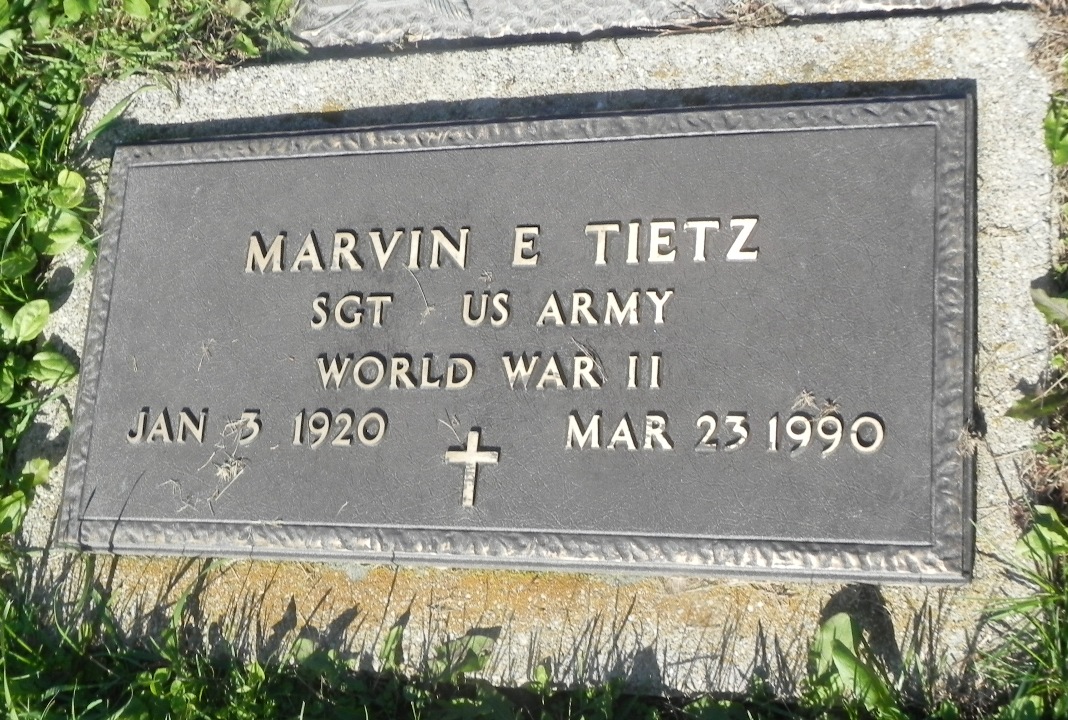 MARVIN E TIETZ
SGT US ARMY
WORLD WAR II
JAN 3 1920 MAR 23 1990